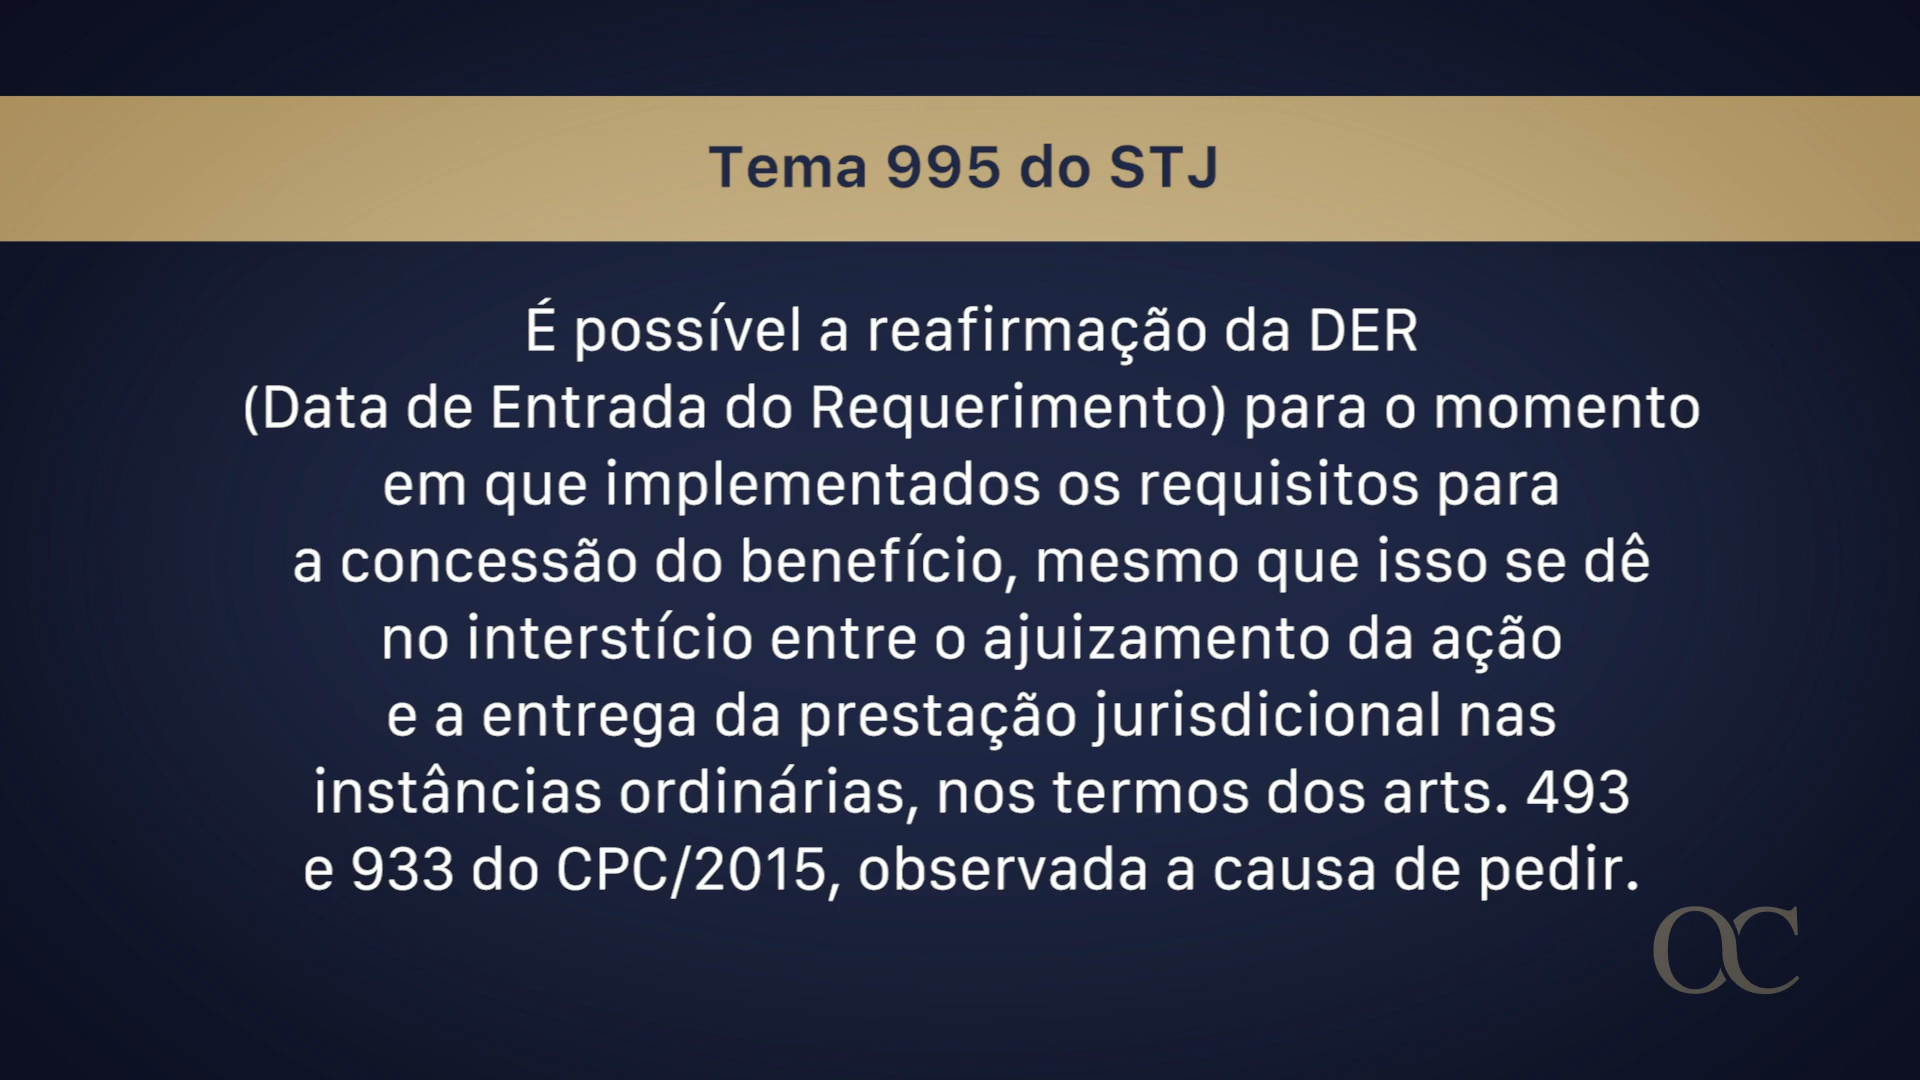 Tema 995 do STJ
É possível a reafirmação da DER
(Data de Entrada do Requerimento) para o momento
em que implementados os requisitos para
a concessão do benefício, mesmo que isso se dê
no interstício entre o ajuizamento da ação
e a entrega da prestação jurisdicional nas
instâncias ordinárias, nos termos dos arts. 493
e 933 do CPC/2015, observada a causa de pedir.
OC